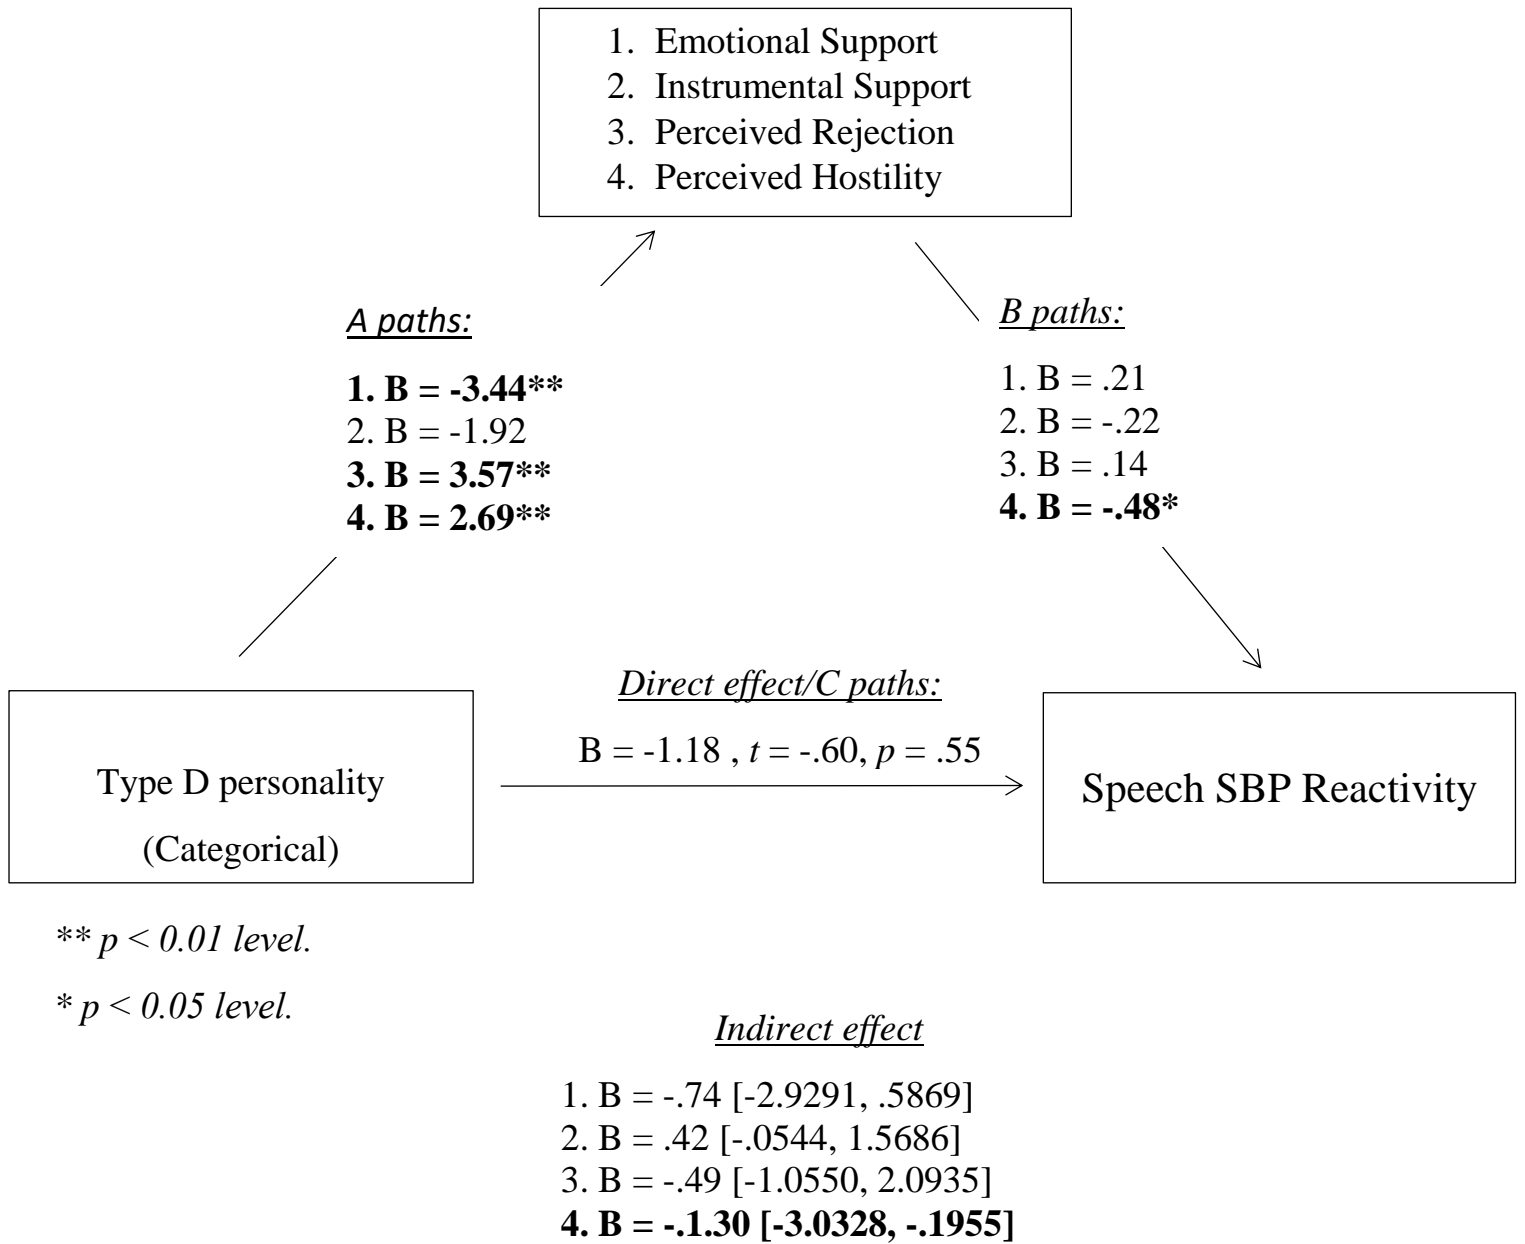 1. Emotional Support
2. Instrumental Support
3. Perceived Rejection
4. Perceived Hostility
A paths:
1. B = -3.44**
2. B = -1.92
3. B = 3.57**
4. B = 2.69**
B paths:
1. B = .21
2. B = -.22
3. B = .14
4. B = -.48*
Direct effect/C paths:
B = -1.18 , t = -.60, p = .55
Type D personality
(Categorical)
Speech SBP Reactivity
** p < 0.01 level.
* p < 0.05 level.
Indirect effect
1. B = -.74 [-2.9291, .5869]
2. B = .42 [-.0544, 1.5686]
3. B = -.49 [-1.0550, 2.0935]
4. B = -.1.30 [-3.0328, -.1955]